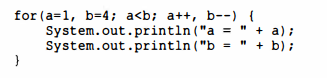 for(a=1, b=4; a<b; a++, b--) {
    System.out.println("a = " + a);
    System.out.println("b = " + b);
}